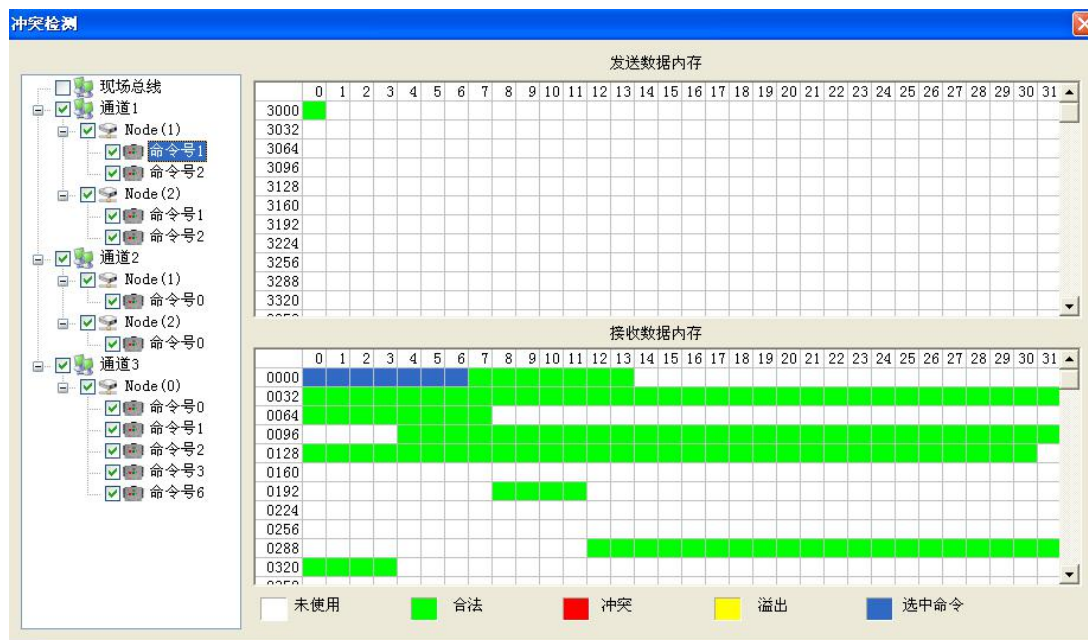 冲突检测
现场总线
通道1
Node(1)
命令号1
命令号2
Node(2)
命令号1
命令号2
通道2
Node(1)
命令号0
Node(2)
命令号0
通道3
Node(0)
命令号0
命令号1
命令号2
命令号3
命令号6
发送数据内存
0 1 2 3 4 5 6 7 8 9 10 11 12 13 14 15 16 17 18 19 20 21 22 23 24 25 26 27 28 29 30 31
3000
3032
3064
3096
3128
3160
3192
3224
3256
3288
3320
接收数据内存
0 1 2 3 4 5 6 7 8 9 10 11 12 13 14 15 16 17 18 19 20 21 22 23 24 25 26 27 28 29 30 31
0000
0032
0064
0096
0128
0160
0192
0224
0256
0288
0320
未使用 合法 冲突 溢出 选中命令